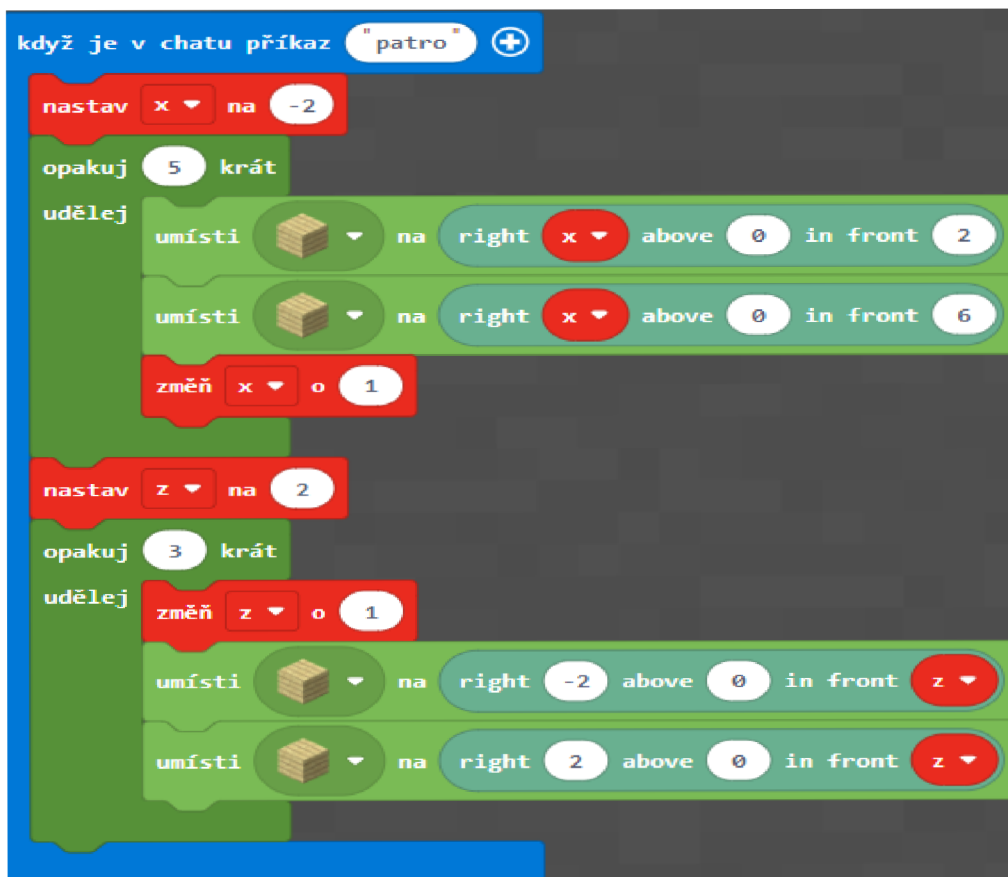 když je v chatu příkaz "patro"
nastav x na -2
opakuj 5 krát
udělej
umísti na right x above 0 in front 2
umísti na right x above 0 in front 6
změň x o 1
nastav z na 2
opakuj 3 krát
udělej
změň z o 1
umísti na right -2 above 0 in front z
umísti na right 2 above 0 in front z